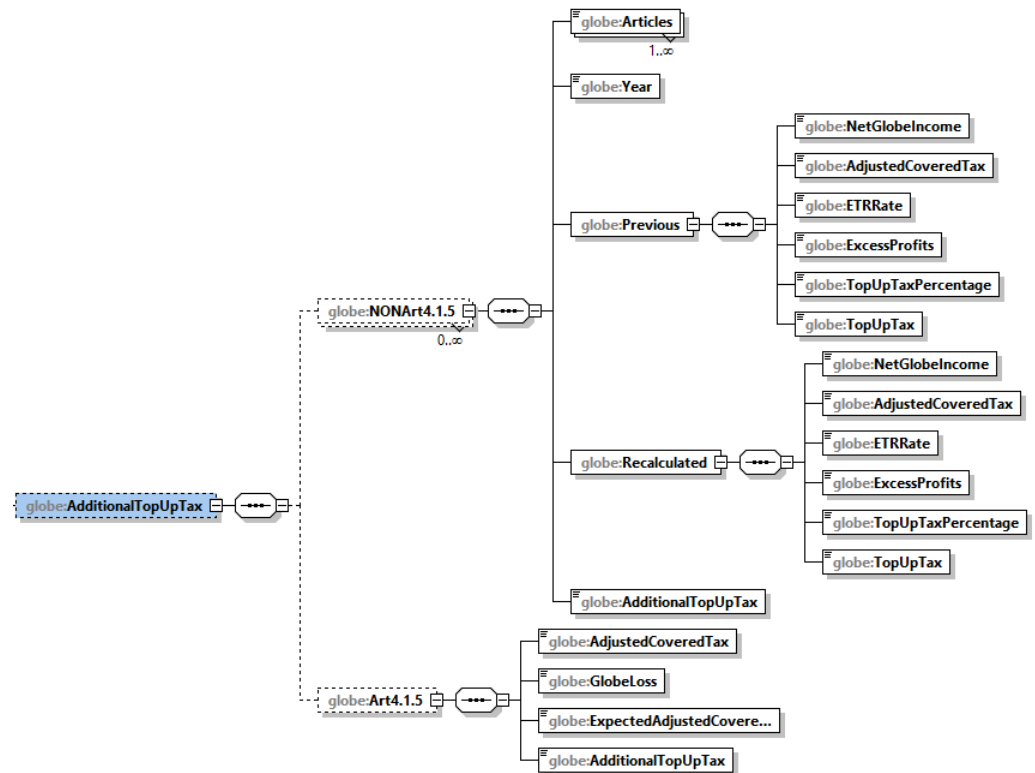 globe:Articles
1..∞
globe:Year
globe:NetGlobeIncome
globe:AdjustedCoveredTax
globe:ETRRate
globe:Previous
globe:ExcessProfits
globe:TopUpTaxPercentage
globe:TopUpTax
globe:NONArt4.1.5
0..∞
globe:NetGlobeIncome
globe:AdjustedCoveredTax
globe:ETRRate
globe:Recalculated
globe:ExcessProfits
globe:TopUpTaxPercentage
globe:TopUpTax
globe:AdditionalTopUpTax
globe:AdditionalTopUpTax
globe:AdjustedCoveredTax
globe:GlobeLoss
globe:Art4.1.5
globe:ExpectedAdjustedCovere...
globe:AdditionalTopUpTax